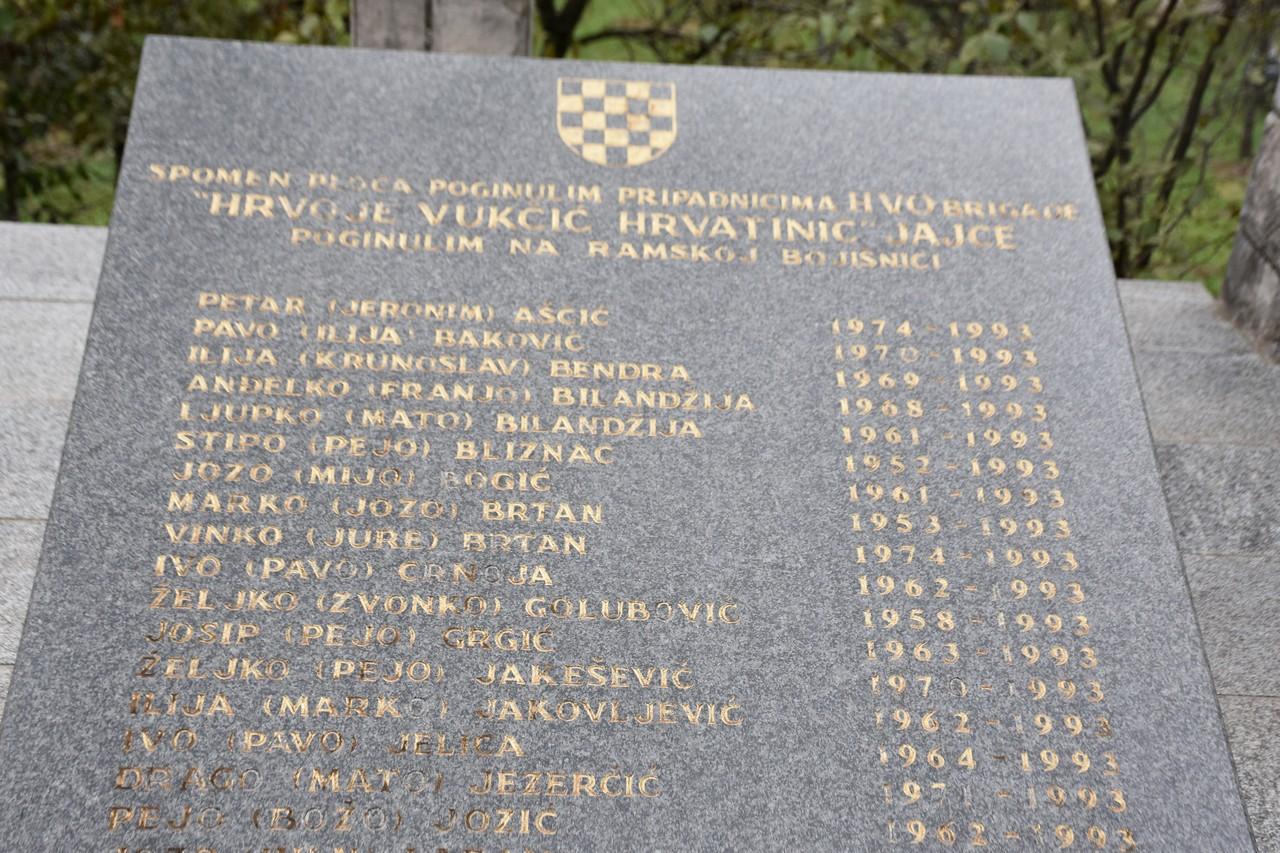 SPOMEN PLOČA POGINULIM PRIPADNICIMA HVO BRIGADE
"HRVOJE VUKČIĆ HRVATINIĆ" JAJCE
POGINULIM NA RAMSKOJ BOJIŠNICI
PETAR (JERONIM) AŠČIĆ 1974-1993
PAVO (ILIJA) BAKOVIĆ 1970-1993
ILIJA (KRUNOSLAV) BENDRA 1969-1993
ANĐELKO (FRANJO) BILANDŽIJA 1968-1993
LJUPKO (MATO) BILANDŽIJA 1961-1993
STIPO (PEJO) BLIZNAC 1952-1993
JOZO (MIJO) BOGIĆ 1961-1993
MARKO (JOZO) BRTAN 1953-1993
VINKO (JURE) BRTAN 1974-1993
IVO (PAVO) CRNOJA 1962-1993
ŽELJKO (ZVONKO) GOLUBOVIĆ 1958-1993
JOSIP (PEJO) GRGIĆ 1963-1993
ŽELJKO (PEJO) JAKEŠEVIĆ 1970-1993
ILIJA (MARKO) JAKOVLJEVIĆ 1962-1993
IVO (PAVO) JELICA 1964-1993
DRAGO (MATO) JEZERČIĆ 1971-1993
PEJO (BOŽO) JOZIĆ 1962-1993